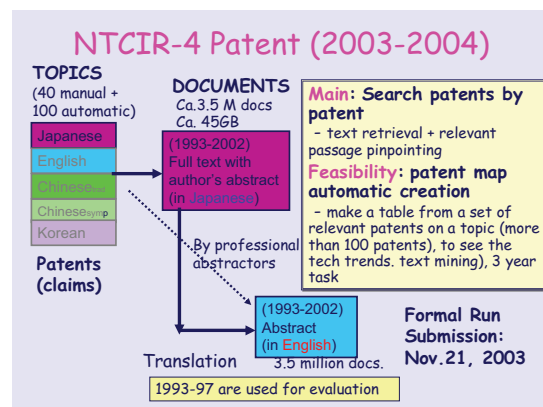 NTCIR-4 Patent (2003-2004)
TOPICS
(40 manual +
100 automatic)
Japanese
English
Chinesetrad
Chinesesymp
Korean
Patents
(claims)
DOCUMENTS
Ca.3.5 M docs
Ca. 45GB
(1993-2002)
Full text with
author's abstract
(in Japanese)
By professional
abstractors
(1993-2002)
Abstract
(in English)
Translation
3.5 million docs.
1993-97 are used for evaluation
Main: Search patents by
patent
- text retrieval + relevant
passage pinpointing
Feasibility: patent map
automatic creation
- make a table from a set of
relevant patents on a topic (more
than 100 patents), to see the
tech trends. text mining), 3 year
task
Formal Run
Submission:
Nov.21, 2003